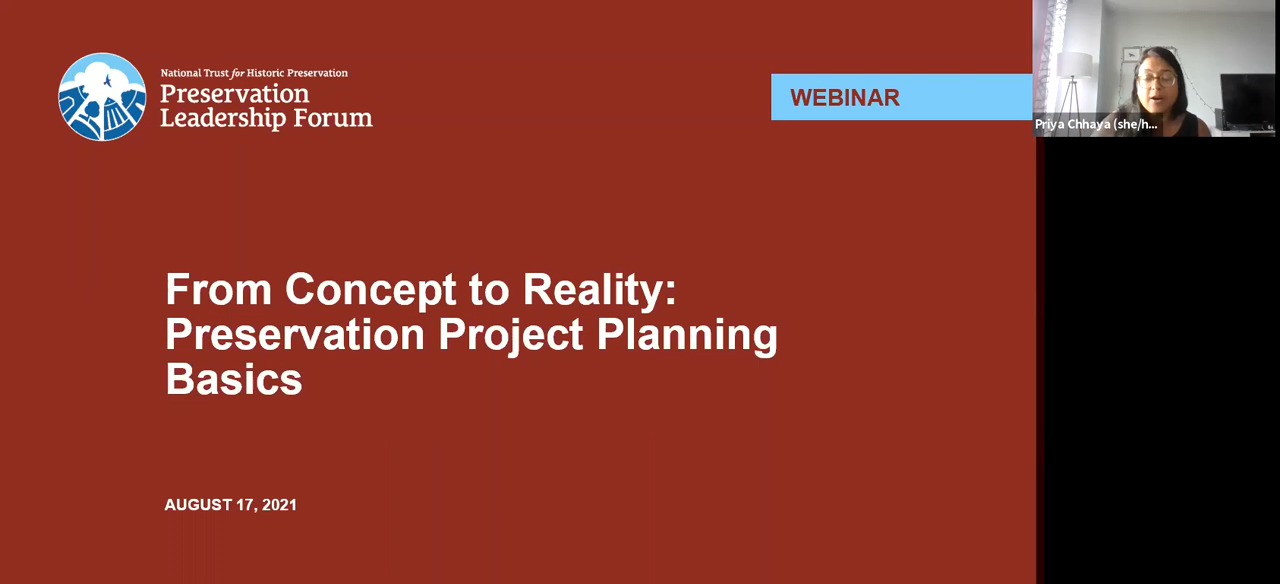 National Trust for Historic Preservation
Preservation
Leadership Forum
WEBINAR
Priya Chhaya (she/h...
From Concept to Reality:
Preservation Project Planning
Basics
AUGUST 17, 2021